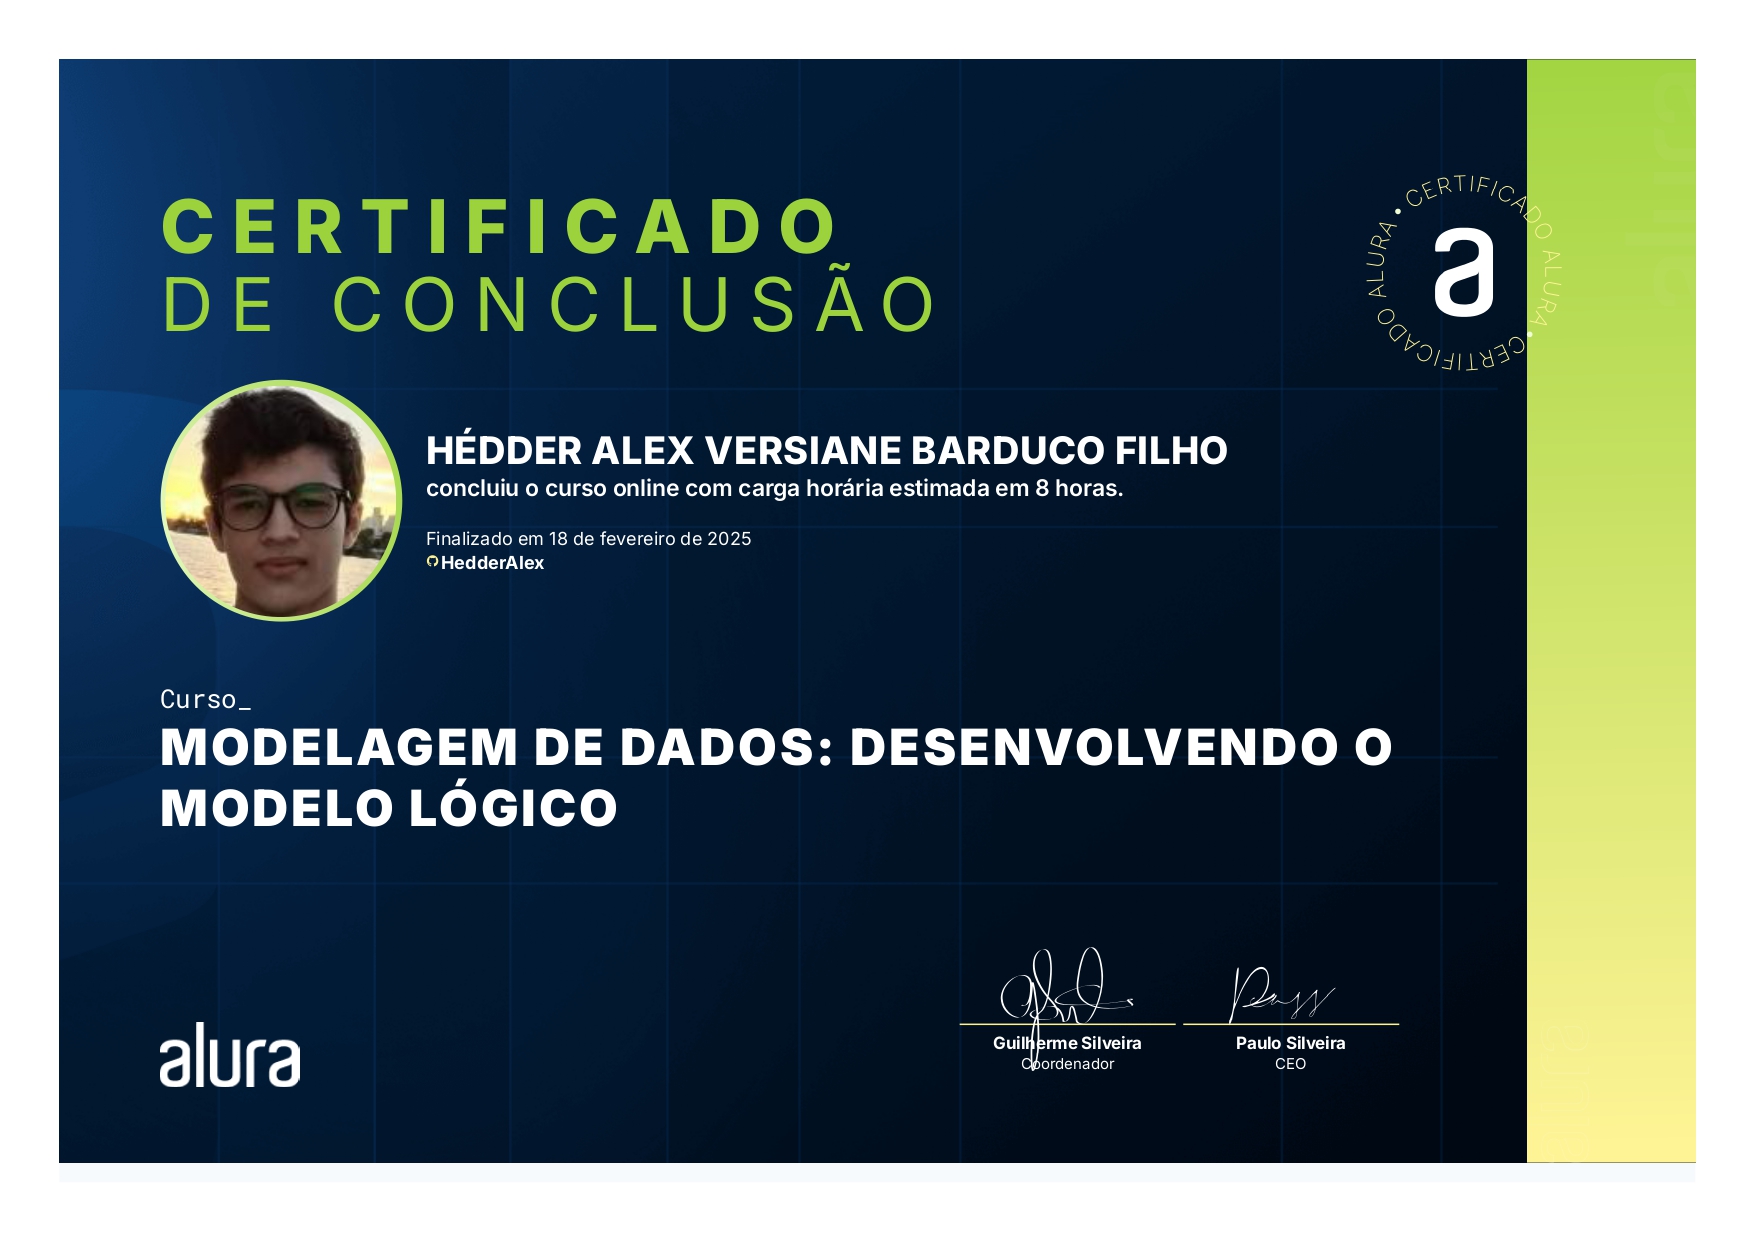 CERTIFICADO
DE CONCLUSÃO
CERTIFICADO ALURA • CERTIFICADO ALURA •
a
HÉDDER ALEX VERSIANE BARDUCO FILHO
concluiu o curso online com carga horária estimada em 8 horas.
Finalizado em 18 de fevereiro de 2025
HedderAlex
Curso_
MODELAGEM DE DADOS: DESENVOLVENDO O
MODELO LÓGICO
Guilherme Silveira
Coordenador
Paulo Silveira
CEO
alura